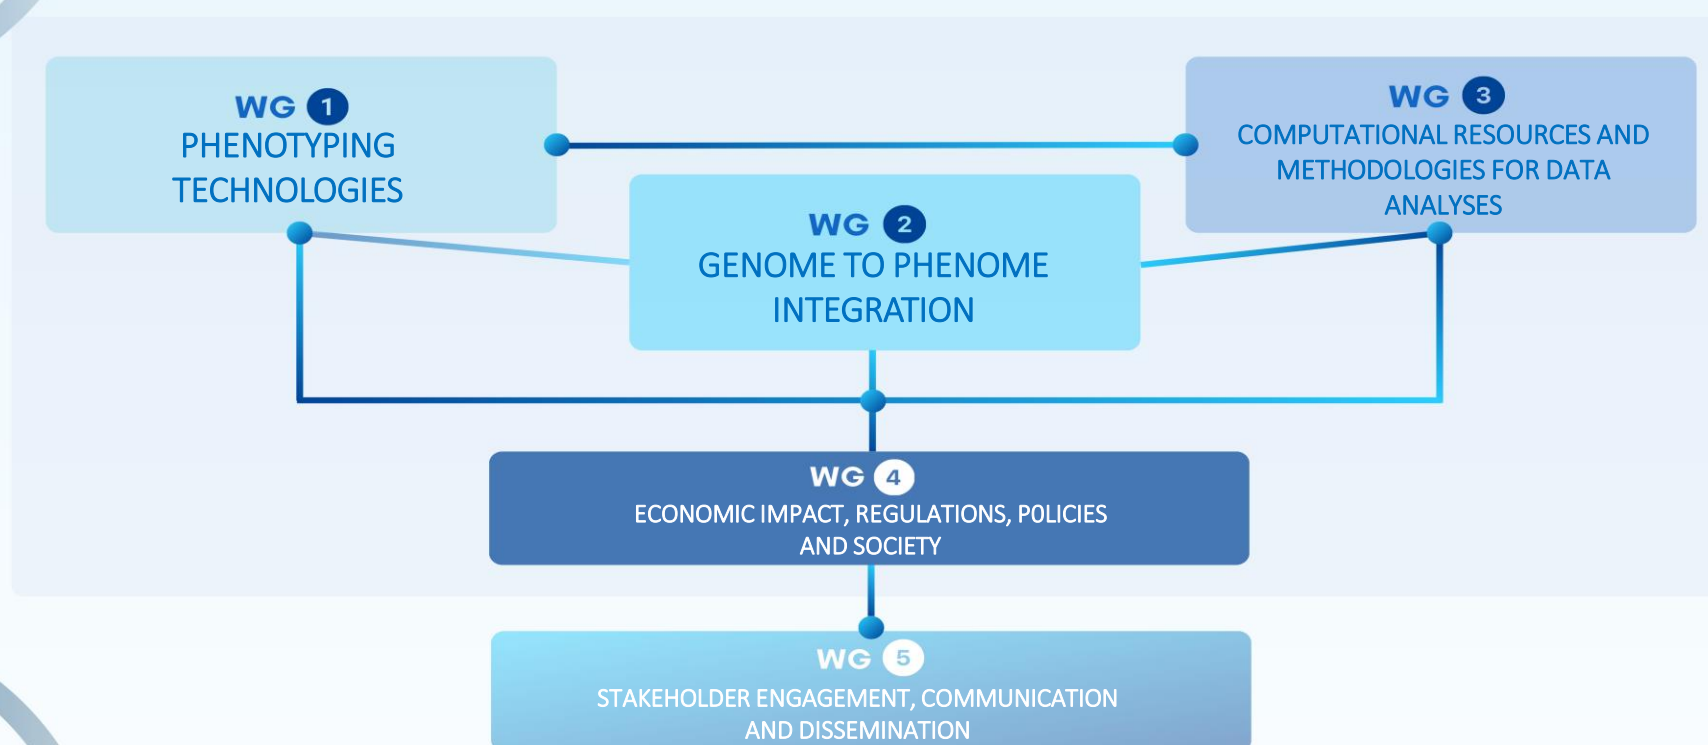 WG 1
PHENOTYPING
TECHNOLOGIES
WG 2
GENOME TO PHENOME
INTEGRATION
WG 3
COMPUTATIONAL RESOURCES AND
METHODOLOGIES FOR DATA
ANALYSES
WG 4
ECONOMIC IMPACT, REGULATIONS, P0LICIES
AND SOCIETY
WG 5
STAKEHOLDER ENGAGEMENT, COMMUNICATION
AND DISSEMINATION